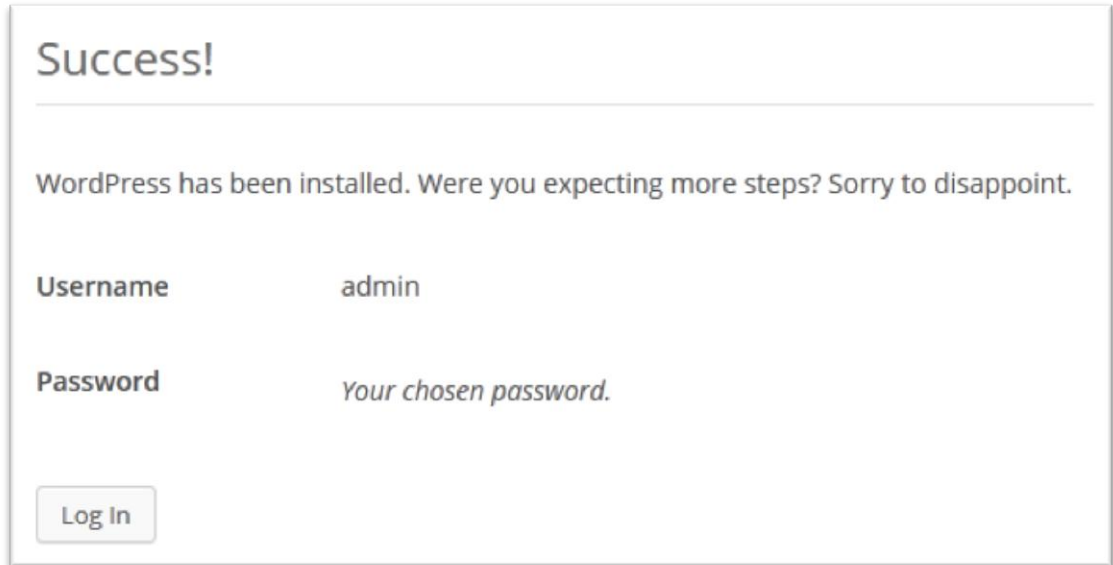 Success!
WordPress has been installed. Were you expecting more steps? Sorry to disappoint.
Username admin
Password Your chosen password.
Log In